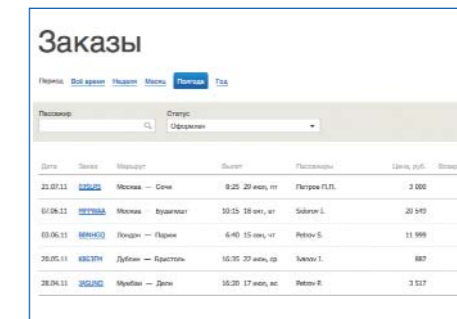 Заказы
Период Всё время Неделя Месяц Полгода Год
Пассажир Статус
Оформлен
Дата Заказ Маршрут Вылет Пассажиры Цена, руб.
21.07.11 Москва — Сочи 8:25 29 июл, пт Петров П.П. 3 000
07.06.11 Москва Будапешт 10:15 18 окт, вт Sidorov I. 20 549
03.06.11 Лондон — Париж 6:40 15 сен, чт Petrov S. 11 999
20.05.11 Дублин — Бристоль 16:35 22 июн, ср Ivanov I. 887
28.04.11 Мумбаи — Дели 16:20 17 июл, вс Petrov P. 3 517